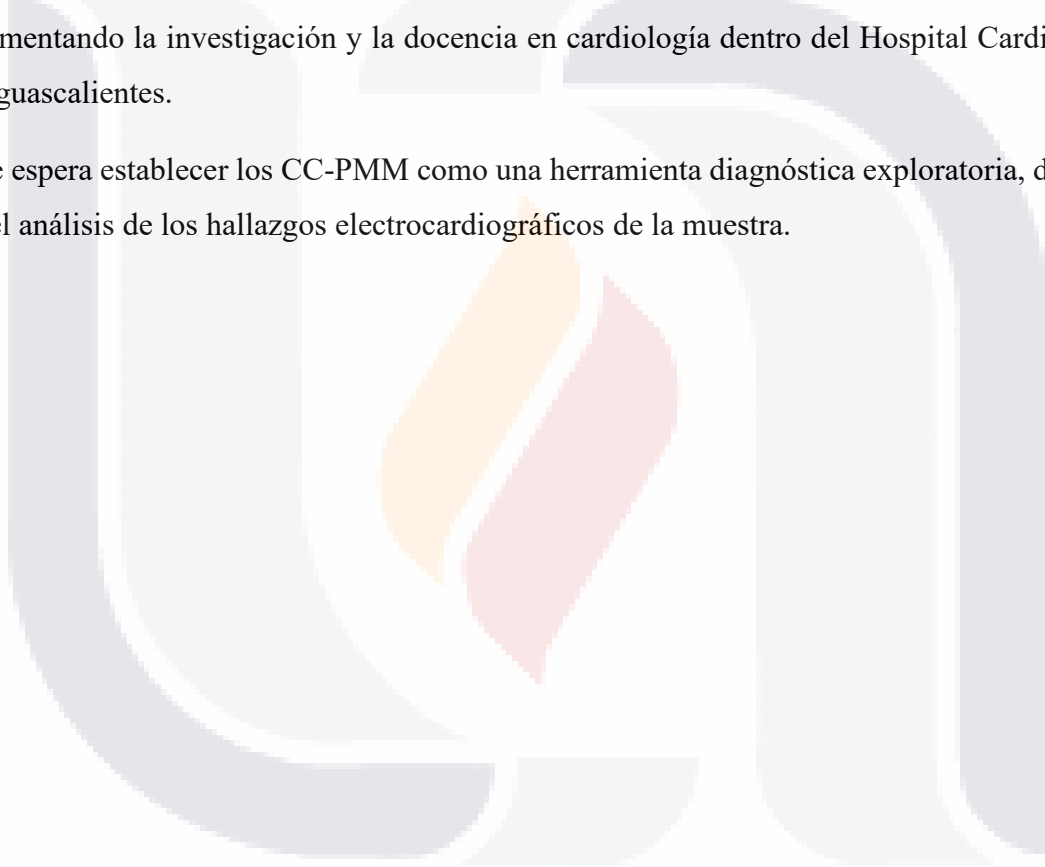 mentando la investigación y la docencia en cardiología dentro del Hospital Cardi
guascalientes.
e espera establecer los CC-PMM como una herramienta diagnóstica exploratoria, d
el análisis de los hallazgos electrocardiográficos de la muestra.